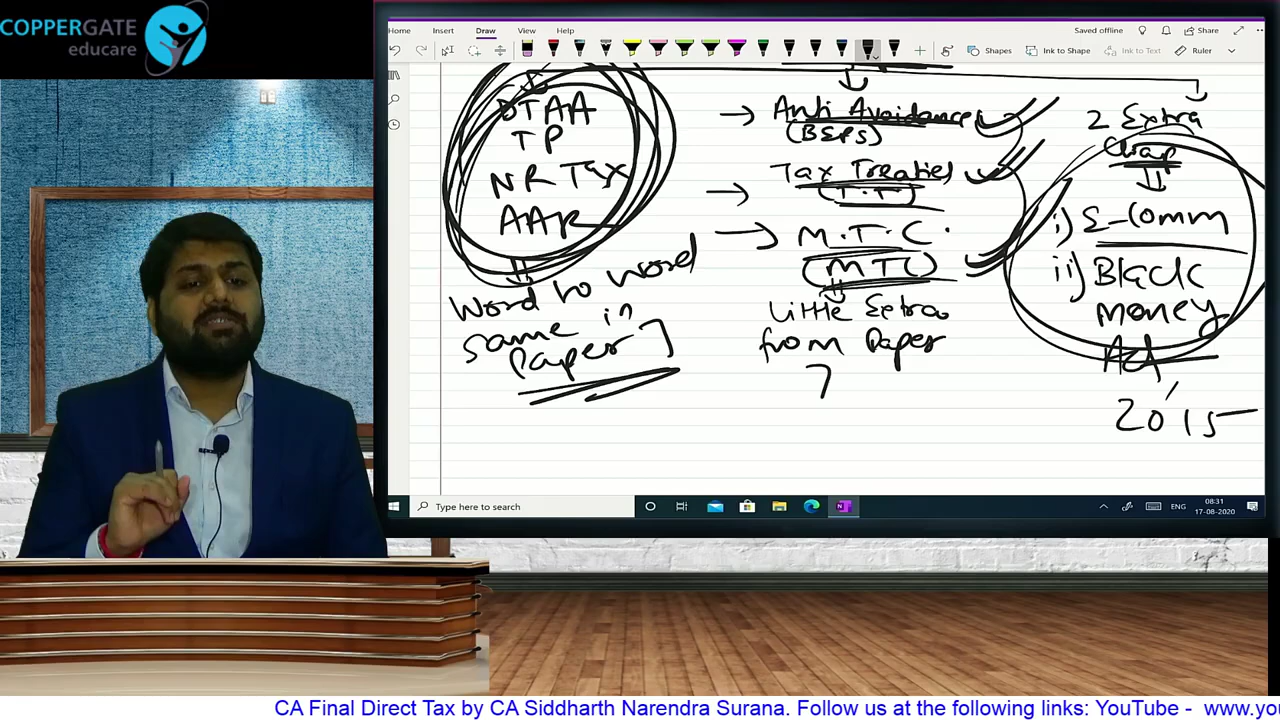 COPPERGATE
educare
Home Insert Draw View Help
Saved offline
Share
Shapes
Ink to Shape
Ink to Text
Ruler
DTAA
TP
NR Tax
AAR
Word to word
same in
Paper ]
→ Anti Avoidance
(BEPS)
→ Tax Treaties
(T.T)
→ M.T.C.
(MTC)
Little Extra
from Paper
7
2 Extra
Chap
i) E-Comm
ii) Black
money
Act,
2015
Type here to search
ENG
08:31
17-08-2020
CA Final Direct Tax by CA Siddharth Narendra Surana. Follow us at the following links: YouTube - www.yo